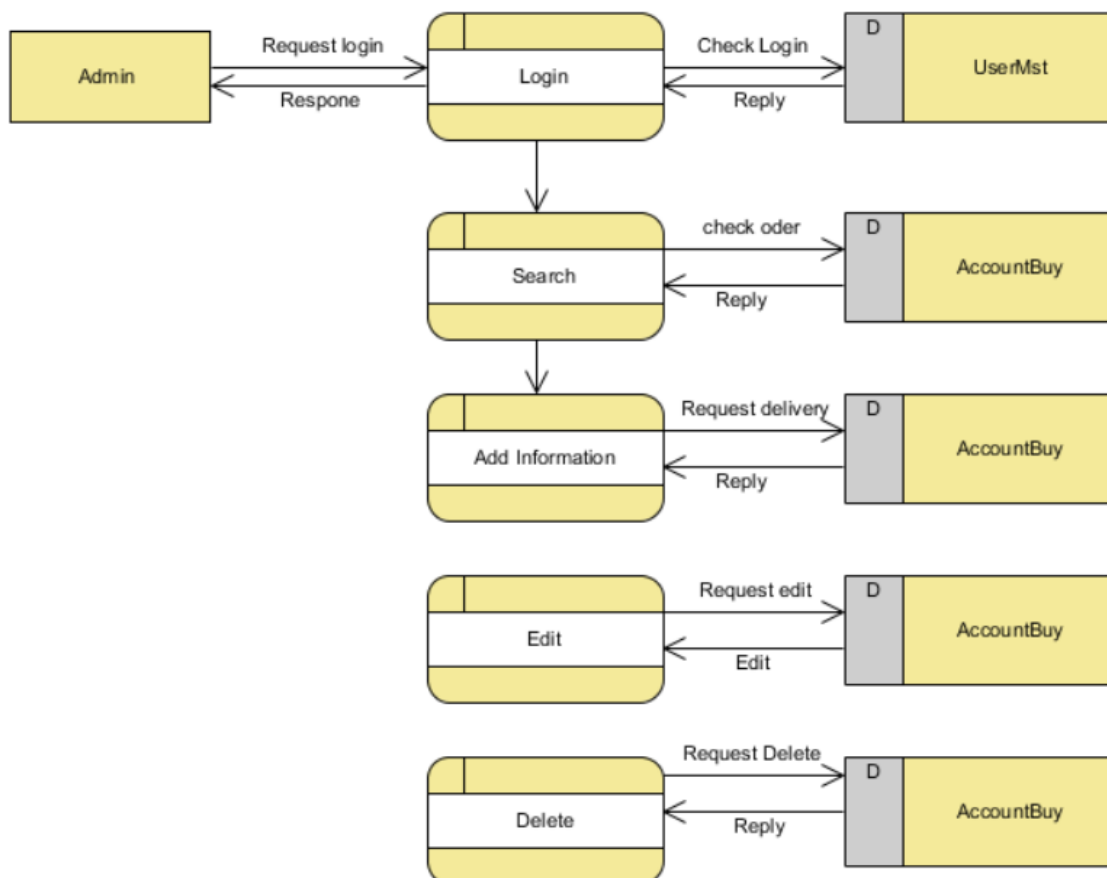 Admin
Request login
Respone
Login
Check Login
Reply
D
UserMst
Search
check oder
Reply
D
AccountBuy
Add Information
Request delivery
Reply
D
AccountBuy
Edit
Request edit
Edit
D
AccountBuy
Delete
Request Delete
Reply
D
AccountBuy